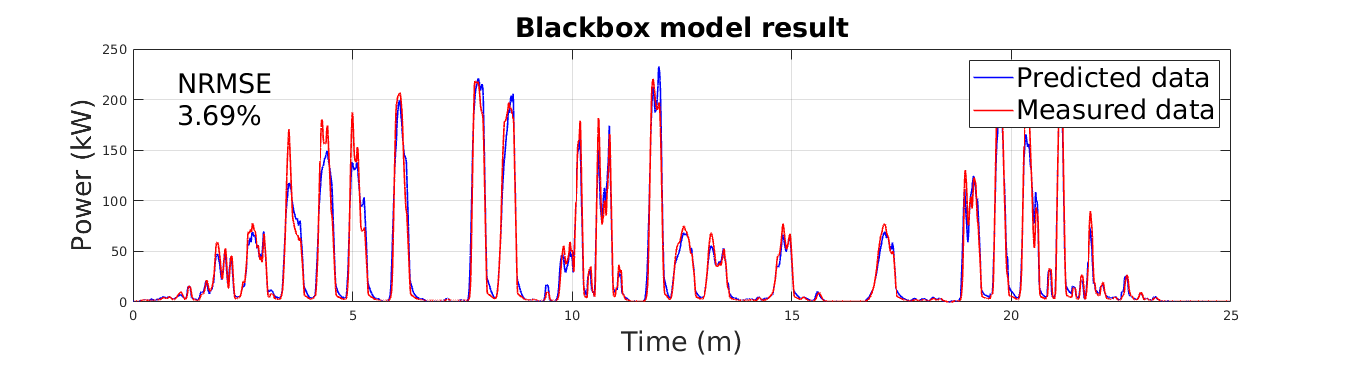 Blackbox model result
NRMSE
3.69%
Predicted data
Measured data
Power (kW)
250
200
150
100
50
0
0 5 10 15 20 25
Time (m)